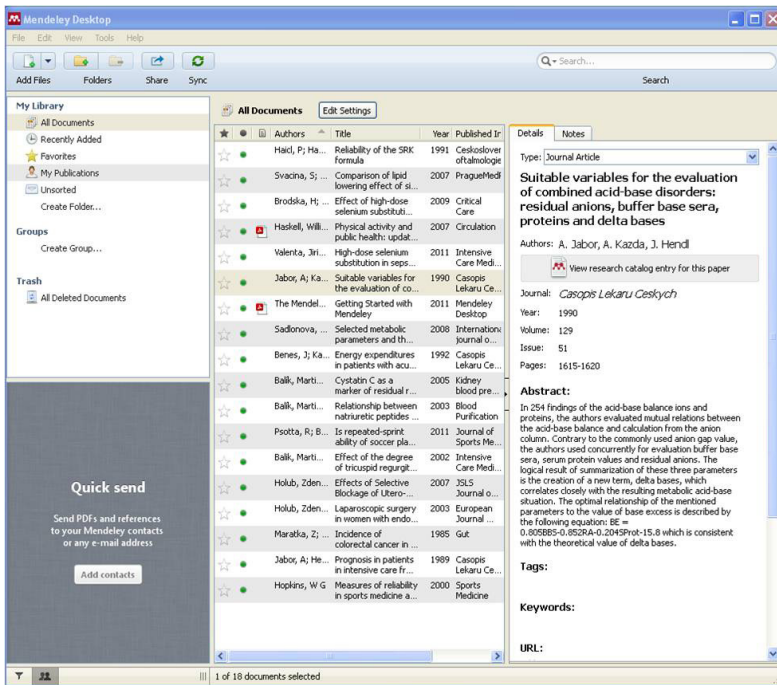 Mendeley Desktop
File Edit View Tools Help
Search...
Add Files Folders Share Sync Search
My Library
All Documents
Recently Added
Favorites
My Publications
Unsorted
Create Folder...
Groups
Create Group...
Trash
All Deleted Documents
Quick send
Send PDFs and references
to your Mendeley contacts
or any e-mail address
Add contacts
All Documents Edit Settings
Authors Title Year Published In
Haicl, P; Ha... Reliability of the SRK 1991 Ceskoslover
formula oftalmologie
Svacina, S; ... Comparison of lipid 2007 PragueMedR
lowering effect of si...
Brodska, H; ... Effect of high-dose 2009 Critical
selenium substituti... Care
Haskell, Willi... Physical activity and 2007 Circulation
public health: updat...
Valenta, Jiri... High-dose selenium 2011 Intensive
substitution in seps... Care Medi...
Jabor, A; Ka... Suitable variables for 1990 Casopis
the evaluation of co... Lekaru Ce...
The Mendel... Getting Started with 2011 Mendeley
Mendeley Desktop
Sadlonova, ... Selected metabolic 2008 Internationa
parameters and th... journal o...
Benes, J; Ka... Energy expenditures 1992 Casopis
in patients with acu... Lekaru Ce...
Balík, Marti... Cystatin C as a 2005 Kidney
marker of residual r... blood pre...
Balík, Marti... Relationship between 2003 Blood
natriuretic peptides ... Purification
Psotta, R; B... Is repeated-sprint 2011 Journal of
ability of soccer pla... Sports Me...
Balik, Marti... Effect of the degree 2002 Intensive
of tricuspid regurgit... Care Medi...
Holub, Zden... Effects of Selective 2007 JSLS
Blockage of Utero-... Journal o...
Holub, Zden... Laparoscopic surgery 2003 European
in women with endo... Journal ...
Maratka, Z; ... Incidence of 1985 Gut
colorectal cancer in ...
Jabor, A; He... Prognosis in patients 1989 Casopis
in intensive care fr... Lekaru Ce...
Hopkins, W G Measures of reliability 2000 Sports
in sports medicine a... Medicine
Details Notes
Type: Journal Article
Suitable variables for the evaluation
of combined acid-base disorders:
residual anions, buffer base sera,
proteins and delta bases
Authors: A. Jabor, A. Kazda, J. Hendl
View research catalog entry for this paper
Journal: Casopis Lekaru Ceskych
Year: 1990
Volume: 129
Issue: 51
Pages: 1615-1620
Abstract:
In 254 findings of the acid-base balance ions and
proteins, the authors evaluated mutual relations between
the acid-base balance and calculation from the anion
column. Contrary to the commonly used anion gap value,
the authors used concurrently for evaluation buffer base
sera, serum protein values and residual anions. The
logical result of summarization of these three parameters
is the creation of a new term, delta bases, which
correlates closely with the resulting metabolic acid-base
situation. The optimal relationship of the mentioned
parameters to the value of base excess is described by
the following equation: BE =
0.805BBS-0.852RA-0.204SProt-15.8 which is consistent
with the theoretical value of delta bases.
Tags:
Keywords:
URL:
1 of 18 documents selected